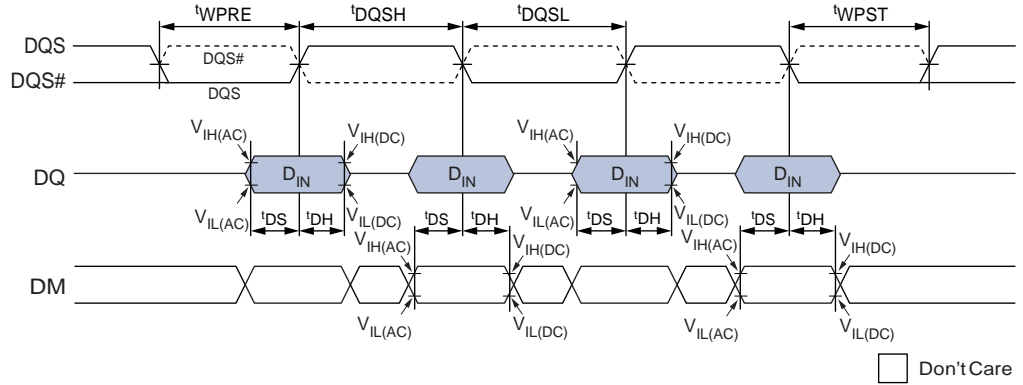 tWPRE tDQSH tDQSL tWPST
DQS
DQS#
DQS#
DQS
VIH(AC) VIH(DC) VIH(AC) VIH(DC)
DQ DIN DIN DIN DIN
VIL(AC) tDS tDH VIL(DC) tDS tDH VIL(AC) tDS tDH VIL(DC) tDS tDH
VIH(AC) VIH(DC) VIH(AC) VIH(DC)
DM
VIL(AC) VIL(DC) VIL(AC) VIL(DC)
Don't Care